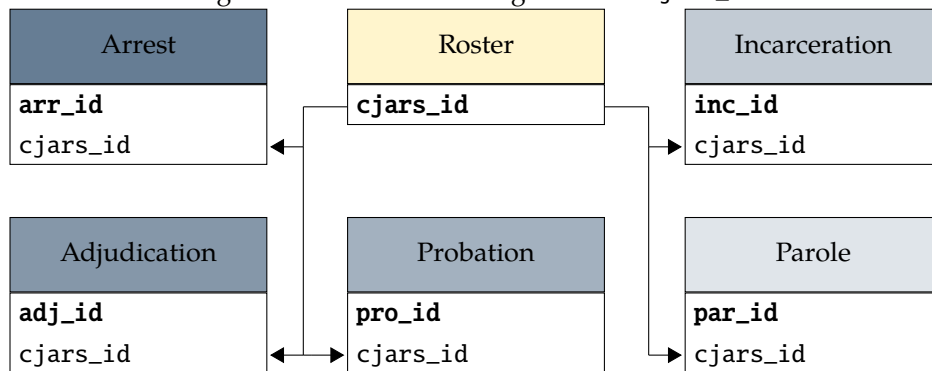 Arrest
Roster
Incarceration
arr_id
cjars_id
cjars_id
inc_id
cjars_id
Adjudication
Probation
Parole
adj_id
cjars_id
pro_id
cjars_id
par_id
cjars_id